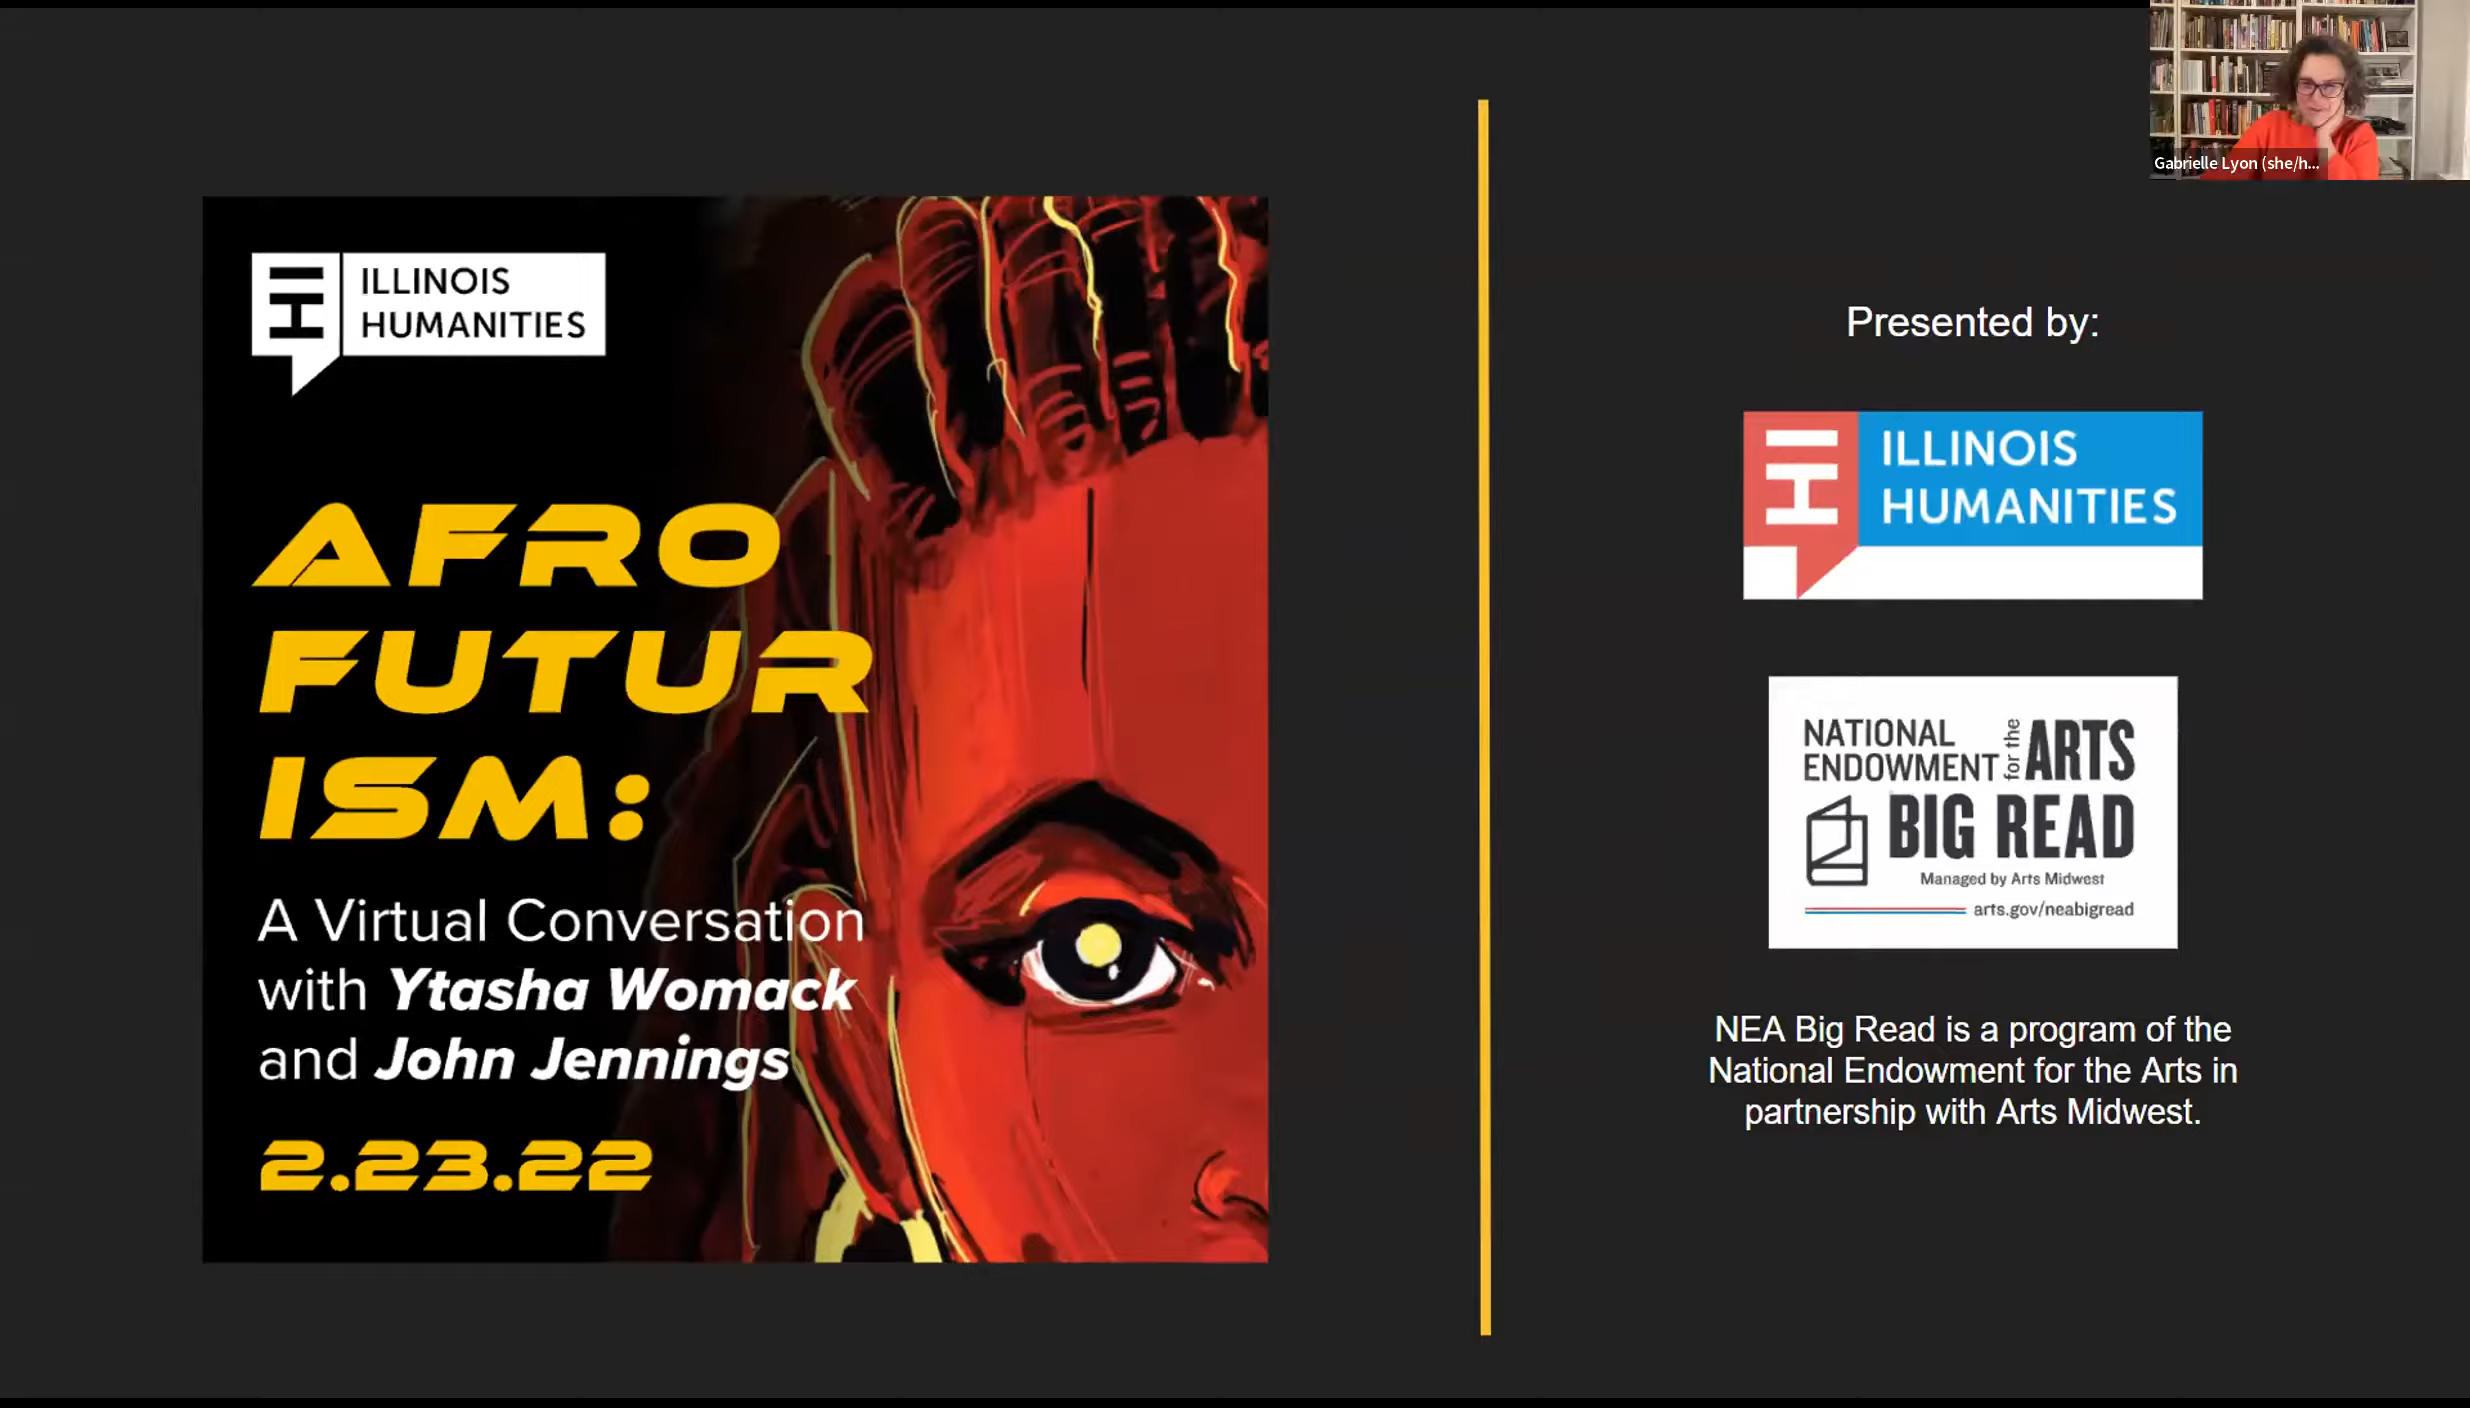 ILLINOIS
HUMANITIES
AFRO
FUTUR
ISM:
A Virtual Conversation
with Ytasha Womack
and John Jennings
2.23.22
Presented by:
ILLINOIS
HUMANITIES
NATIONAL
ENDOWMENT
for the
ARTS
BIG READ
Managed by Arts Midwest
arts.gov/neabigread
NEA Big Read is a program of the
National Endowment for the Arts in
partnership with Arts Midwest.
Gabrielle Lyon (she/h...